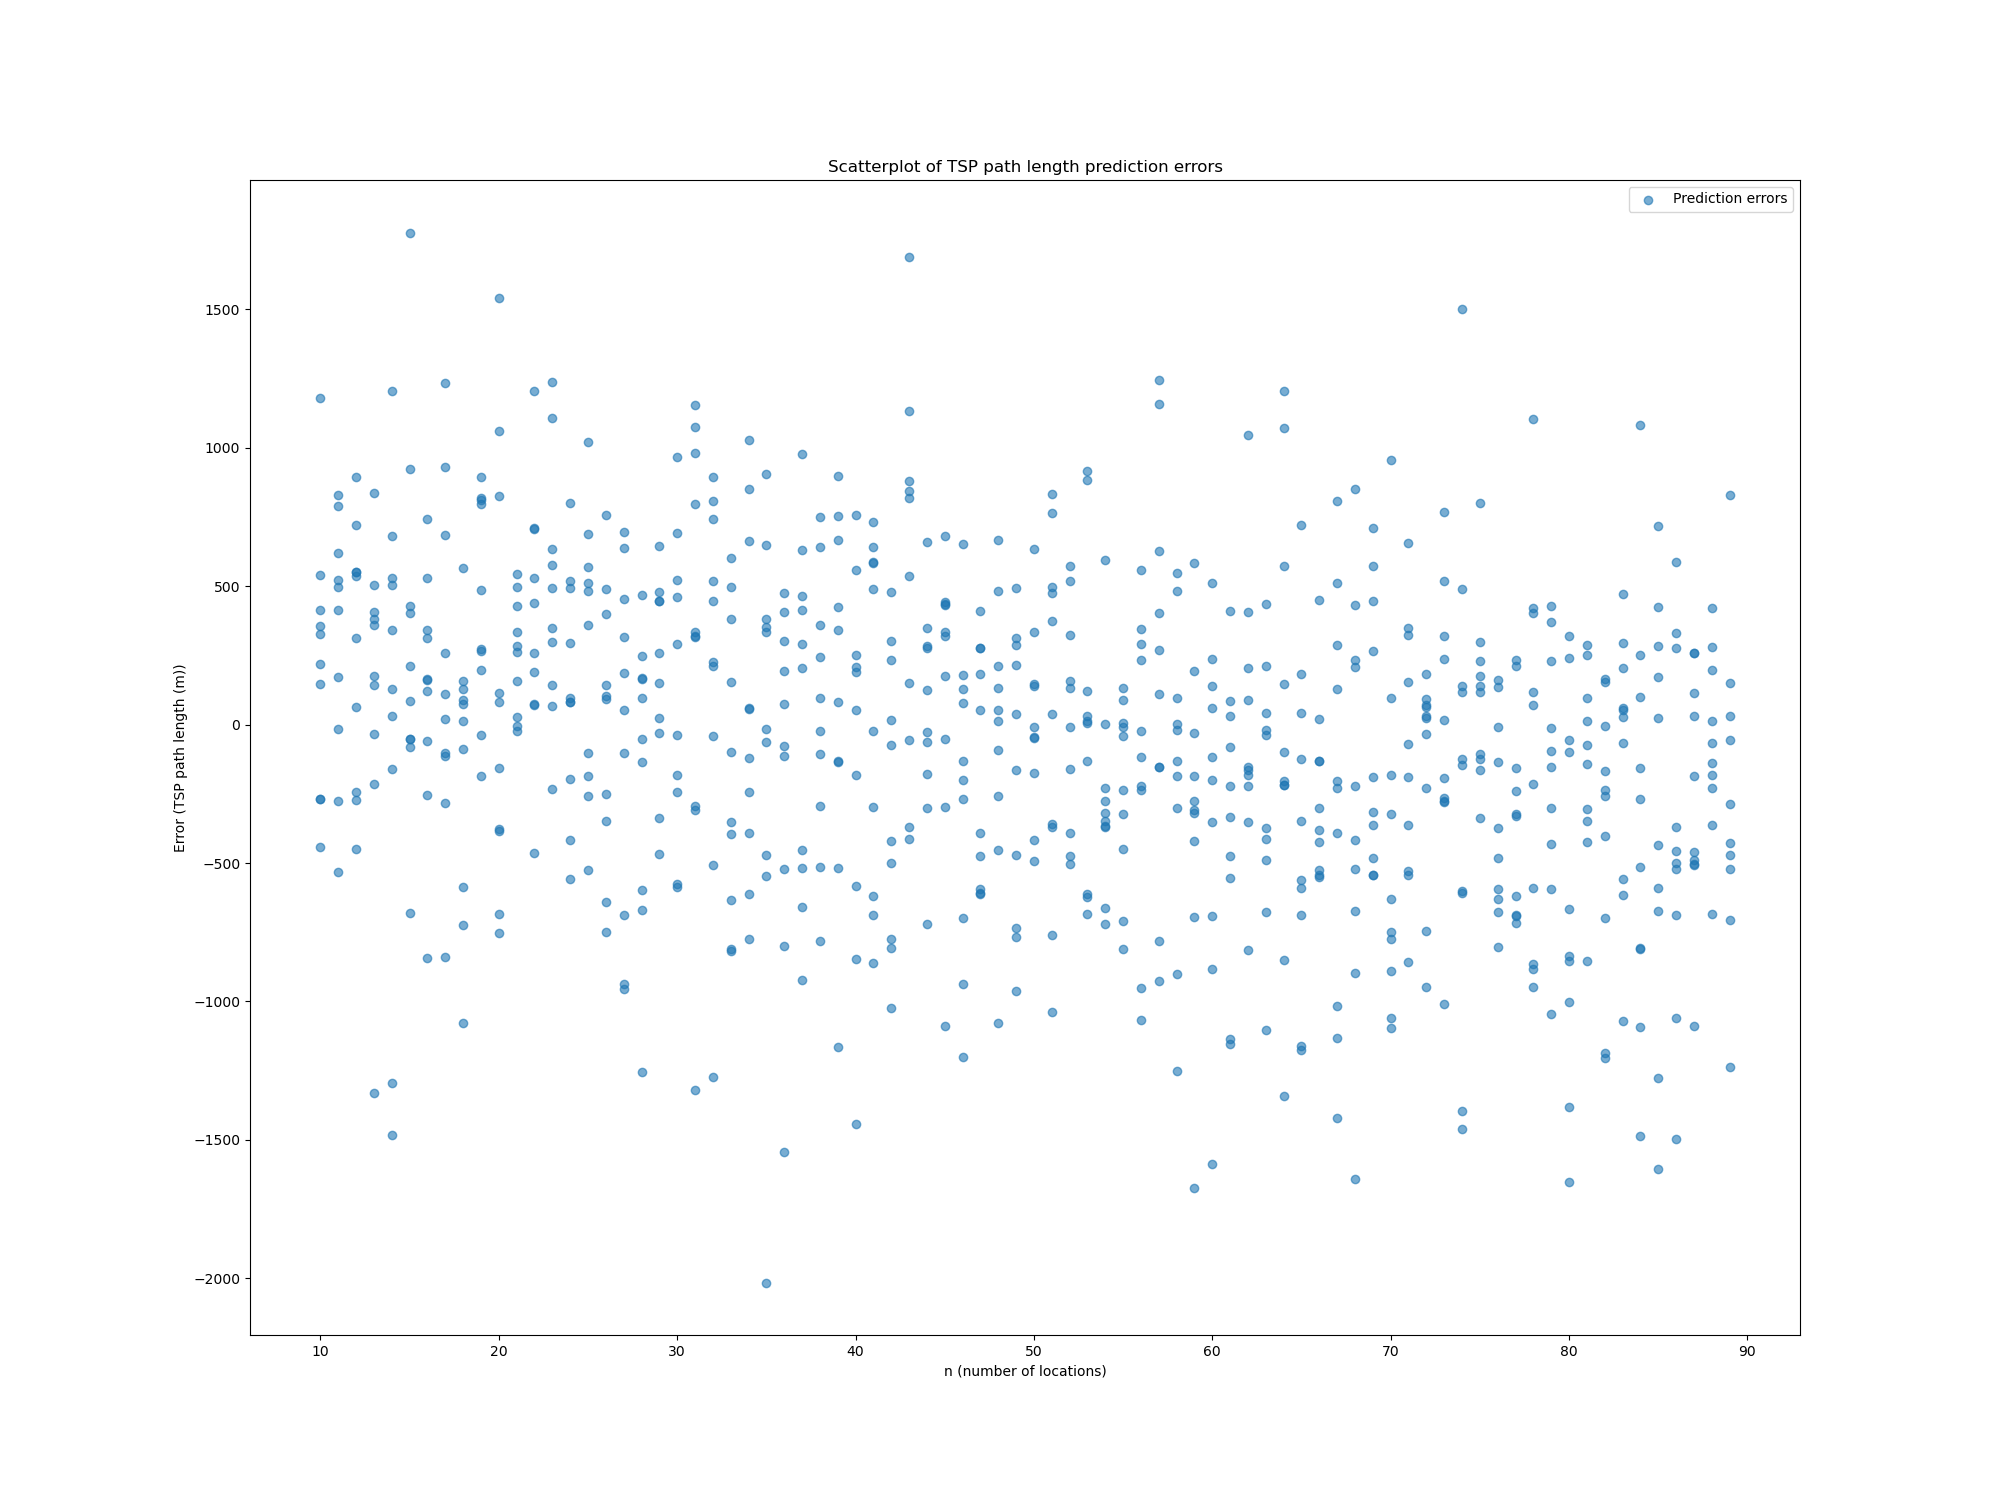 Scatterplot of TSP path length prediction errors
Prediction errors
1500
1000
500
0
−500
−1000
−1500
−2000
Error (TSP path length (m))
10 20 30 40 50 60 70 80 90
n (number of locations)